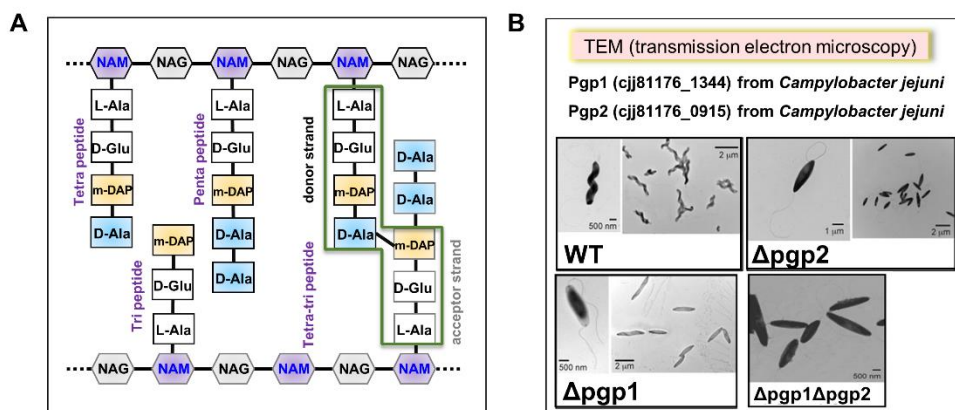 A
NAM NAG NAM NAG NAM NAG
L-Ala L-Ala L-Ala
D-Glu D-Glu D-Glu D-Ala
m-DAP m-DAP m-DAP D-Ala
D-Ala D-Ala D-Ala m-DAP
m-DAP D-Ala D-Glu
D-Glu L-Ala
L-Ala
Tetra peptide
Tri peptide
Penta peptide
donor strand
Tetra-tri peptide
acceptor strand
NAG NAM NAG NAM NAG NAM
B
TEM (transmission electron microscopy)
Pgp1 (cjj81176_1344) from Campylobacter jejuni
Pgp2 (cjj81176_0915) from Campylobacter jejuni
500 nm
2 μm
WT
1 μm
2 μm
Δpgp2
500 nm
2 μm
Δpgp1
500 nm
Δpgp1Δpgp2